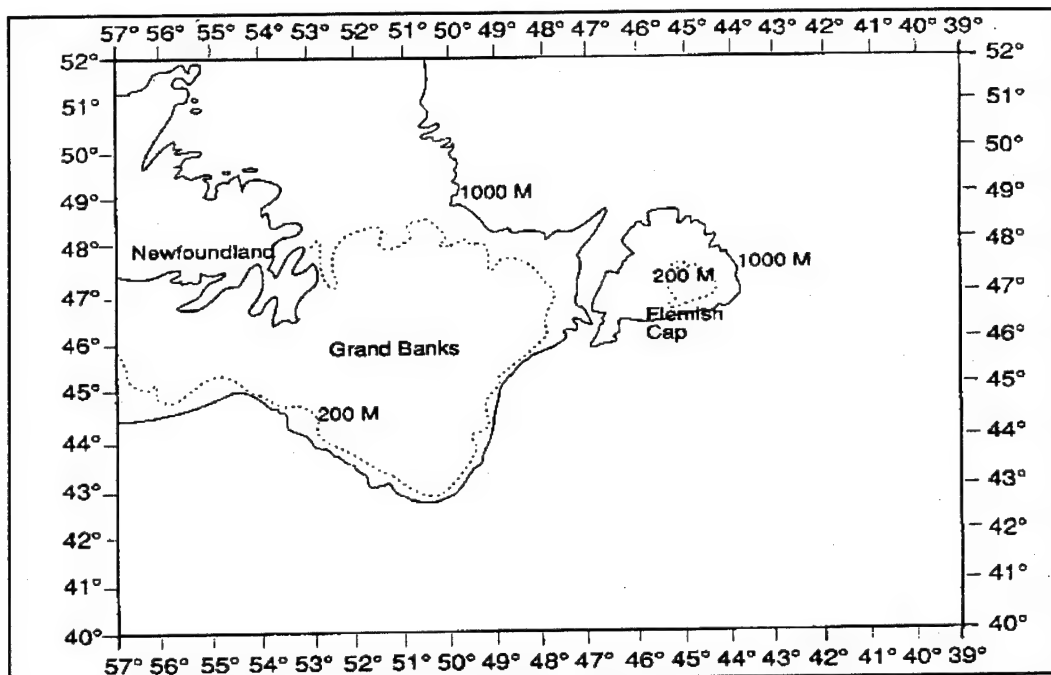 57° 56° 55° 54° 53° 52° 51° 50° 49° 48° 47° 46° 45° 44° 43° 42° 41° 40° 39°
52° 52°
51° 51°
50° 50°
1000 M
49° 49°
48° Newfoundland 1000 M 48°
200 M
47° 47°
Flemish
Cap
46° Grand Banks 46°
45° 45°
200 M
44° 44°
43° 43°
42° 42°
41° 41°
40° 40°
57° 56° 55° 54° 53° 52° 51° 50° 49° 48° 47° 46° 45° 44° 43° 42° 41° 40° 39°